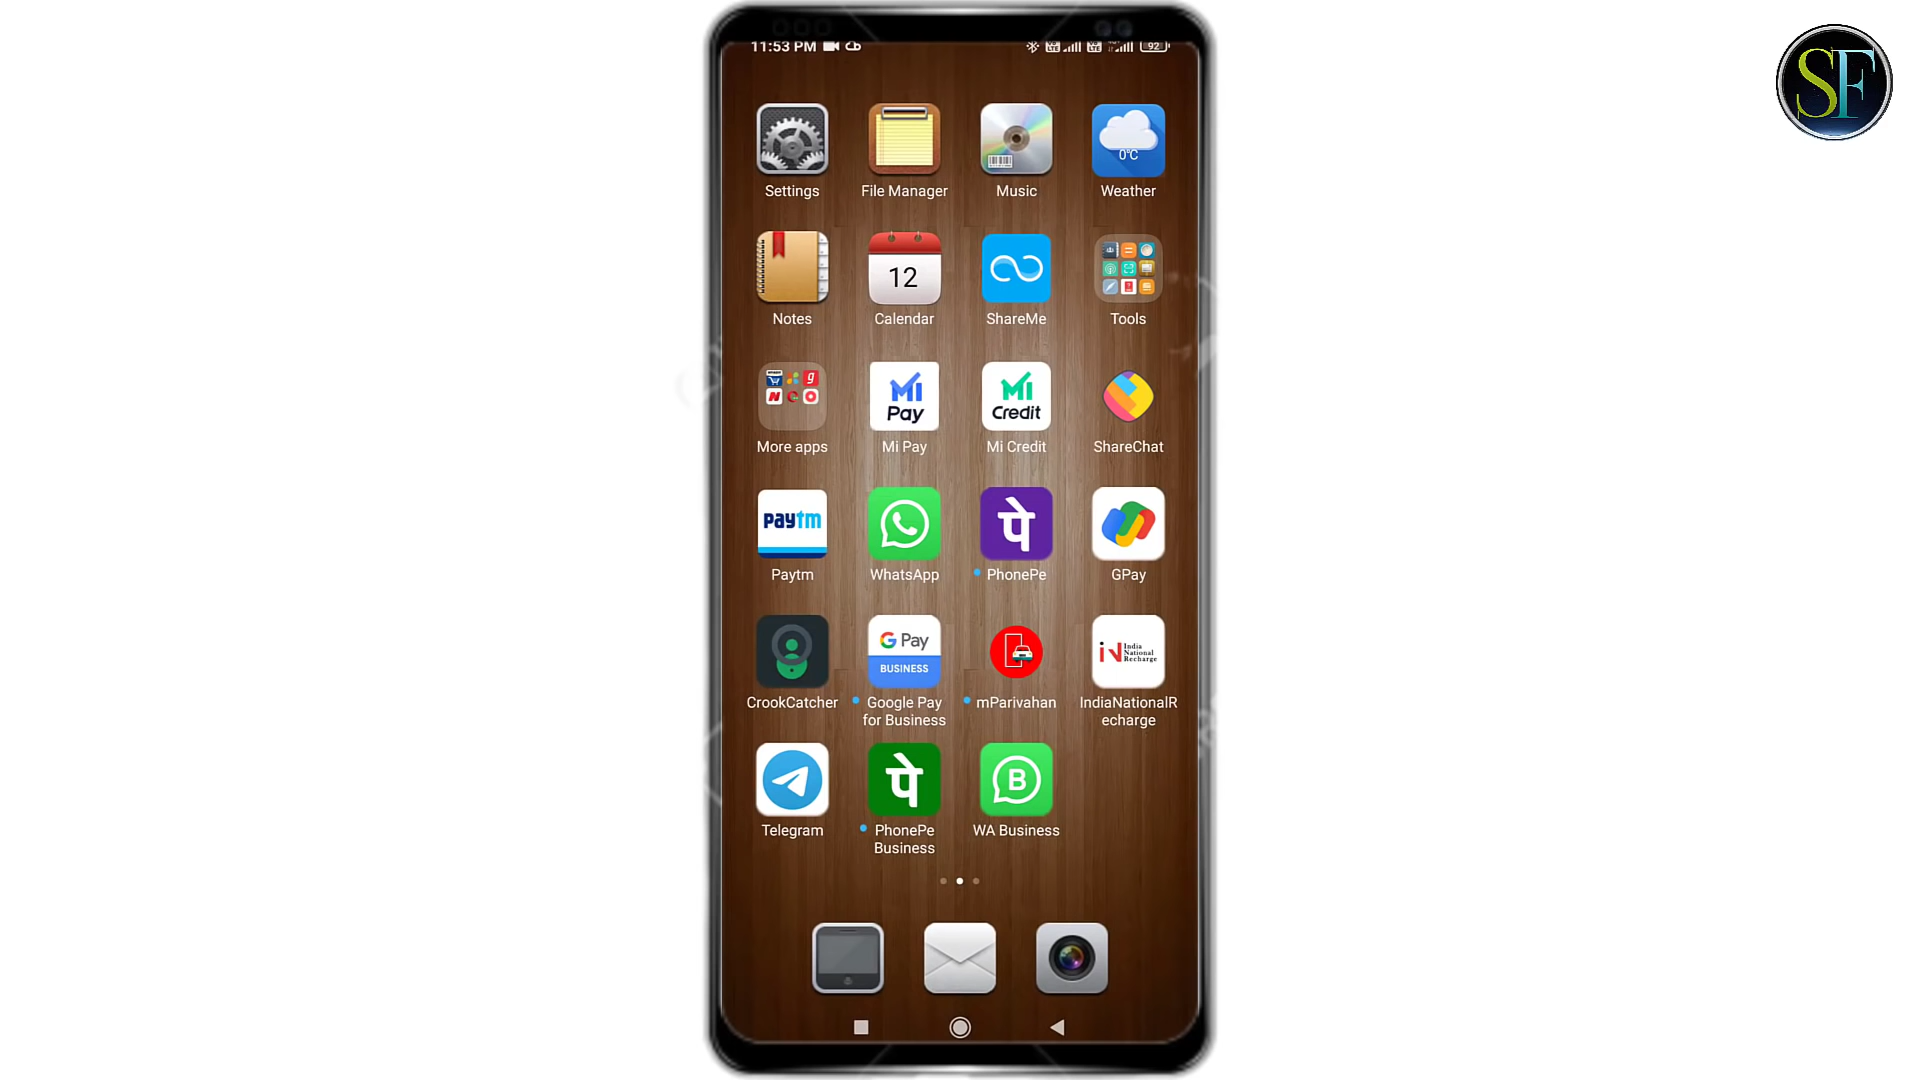 SF
11:53 PM
92
0°C
Settings
File Manager
Music
Weather
12
Notes
Calendar
ShareMe
Tools
Mi
Pay
Mi
Credit
More apps
Mi Pay
Mi Credit
ShareChat
paytm
पे
Paytm
WhatsApp
PhonePe
GPay
G Pay
BUSINESS
iN India
National
Recharge
CrookCatcher
Google Pay
for Business
mParivahan
IndiaNationalR
echarge
पे
B
Telegram
PhonePe
Business
WA Business